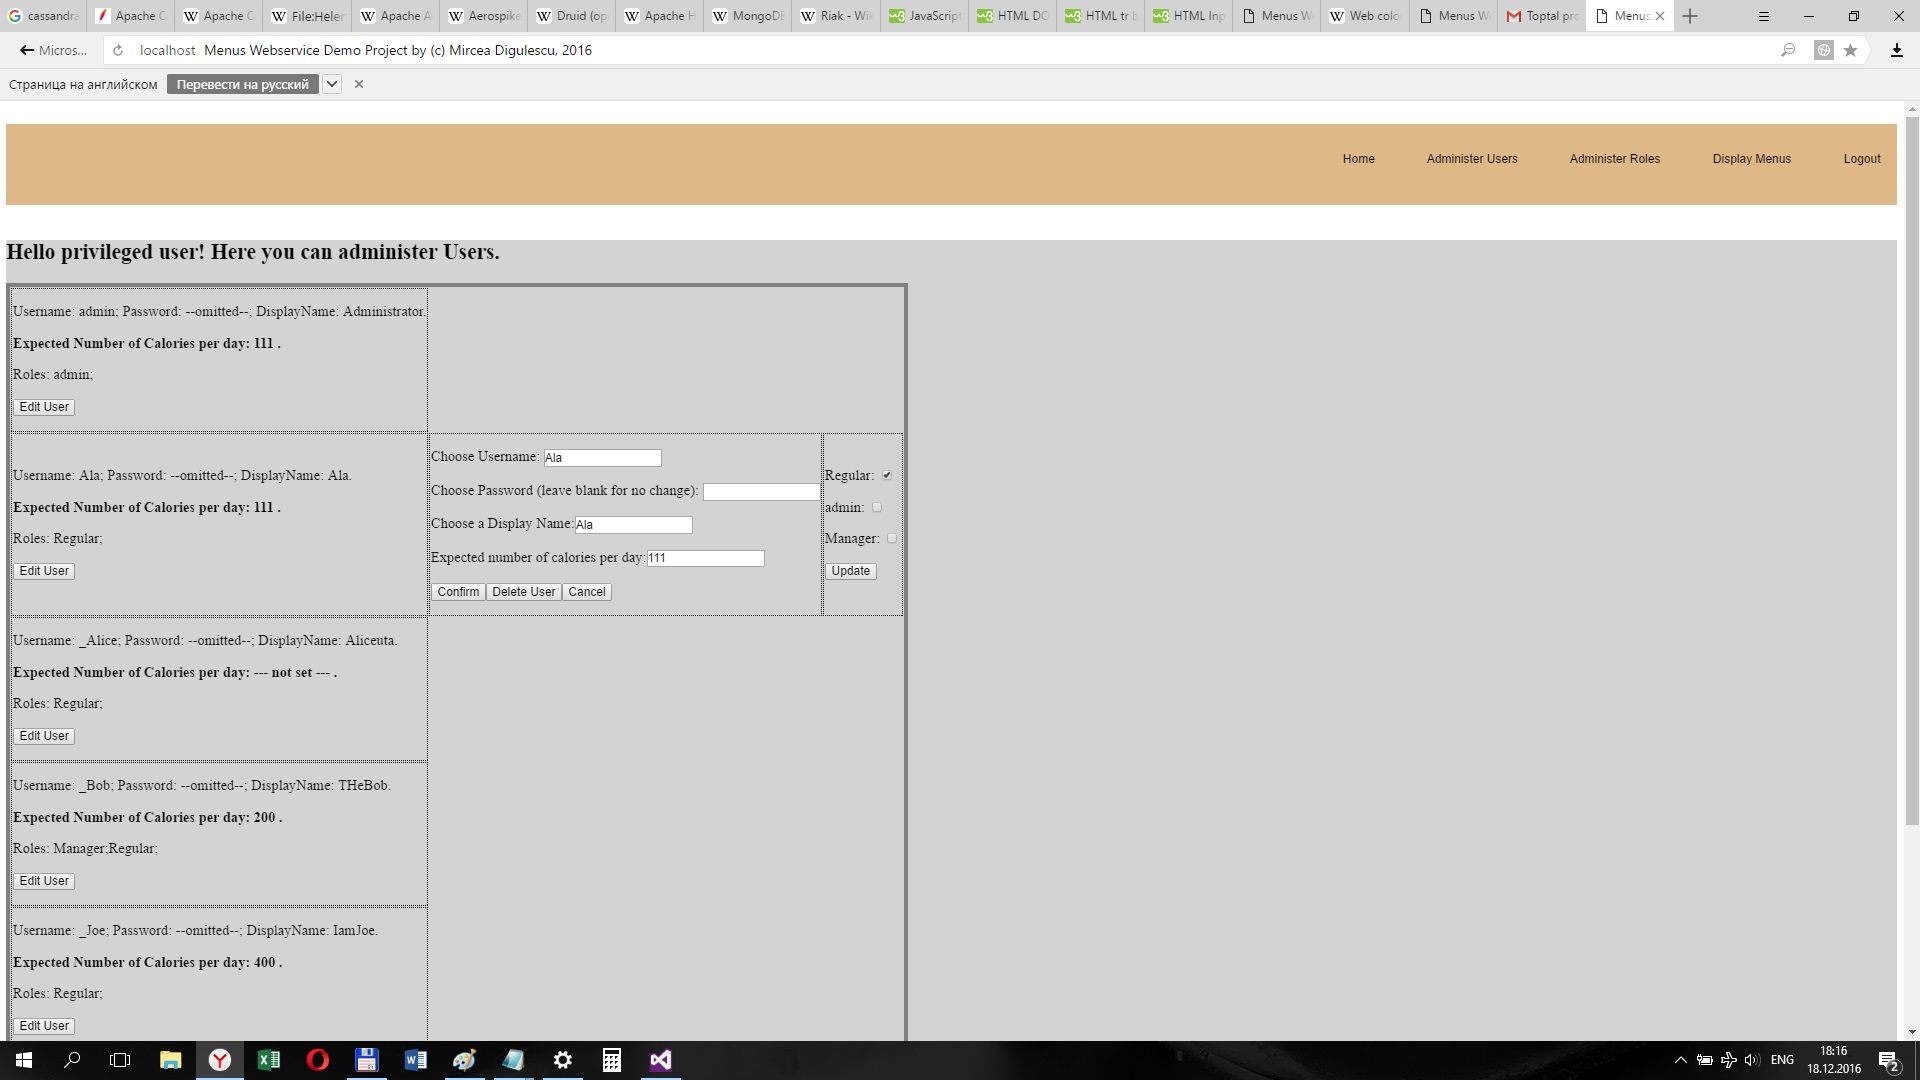 cassandra
Apache C
Apache C
File:Heler
Apache A
Aerospike
Druid (op
Apache H
MongoDB
Riak - Wik
JavaScript
HTML DO
HTML tr b
HTML Inp
Menus W
Web colo
Menus W
Toptal pro
Menus
Micros...
localhost Menus Webservice Demo Project by (c) Mircea Digulescu, 2016
Страница на английском
Перевести на русский
Home
Administer Users
Administer Roles
Display Menus
Logout
Hello privileged user! Here you can administer Users.
Username: admin; Password: --omitted--; DisplayName: Administrator.
Expected Number of Calories per day: 111 .
Roles: admin;
Edit User
Username: Ala; Password: --omitted--; DisplayName: Ala.
Expected Number of Calories per day: 111 .
Roles: Regular;
Edit User
Choose Username: Ala
Choose Password (leave blank for no change):
Choose a Display Name: Ala
Expected number of calories per day: 111
Confirm Delete User Cancel
Regular:
admin:
Manager:
Update
Username: _Alice; Password: --omitted--; DisplayName: Aliceuta.
Expected Number of Calories per day: --- not set --- .
Roles: Regular;
Edit User
Username: _Bob; Password: --omitted--; DisplayName: THeBob.
Expected Number of Calories per day: 200 .
Roles: Manager;Regular;
Edit User
Username: _Joe; Password: --omitted--; DisplayName: IamJoe.
Expected Number of Calories per day: 400 .
Roles: Regular;
Edit User
ENG
18:16
18.12.2016
2